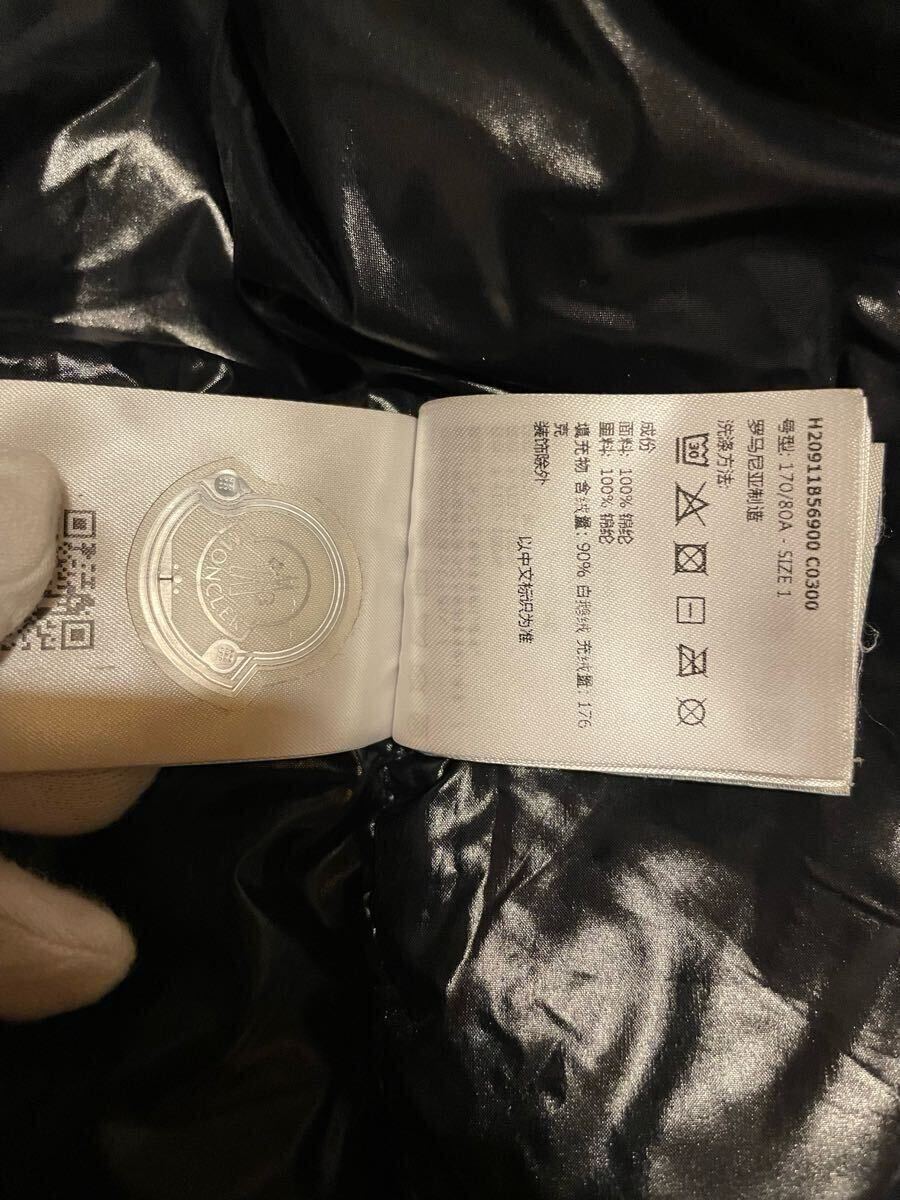 H20911B56900 C0300
号型: 170/80A - SIZE 1
罗马尼亚制造
洗涤方法:
30
成份
面料: 100% 锦纶
里料: 100% 锦纶
填充物 含绒量: 90% 白鹅绒 充绒量: 176
克
装饰除外
以中文标识为准
MONCLER